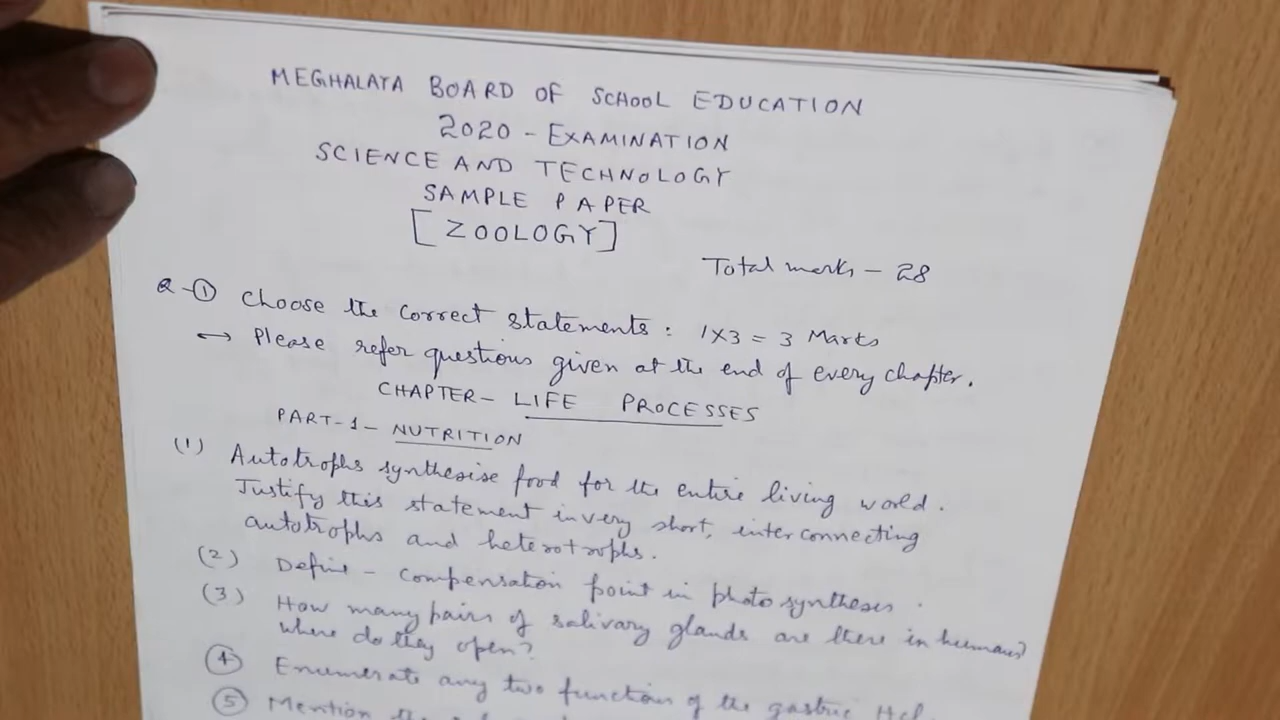 MEGHALAYA BOARD OF SCHOOL EDUCATION
2020 - EXAMINATION
SCIENCE AND TECHNOLOGY
SAMPLE PAPER
[ZOOLOGY]
Total marks - 28
Q-① Choose the correct statements: 1×3 = 3 Marks
→ Please refer questions given at the end of every chapter.
CHAPTER- LIFE PROCESSES
PART-1- NUTRITION
(1) Autotrophs synthesise food for the entire living world.
Justify this statement in very short, interconnecting
autotrophs and heterotrophs.
(2) Define - compensation point in photosynthesis.
(3) How many pairs of salivary glands are there in humans?
where do they open?
④ Enumerate any two functions of the gastric Hcl.
⑤ Mention the